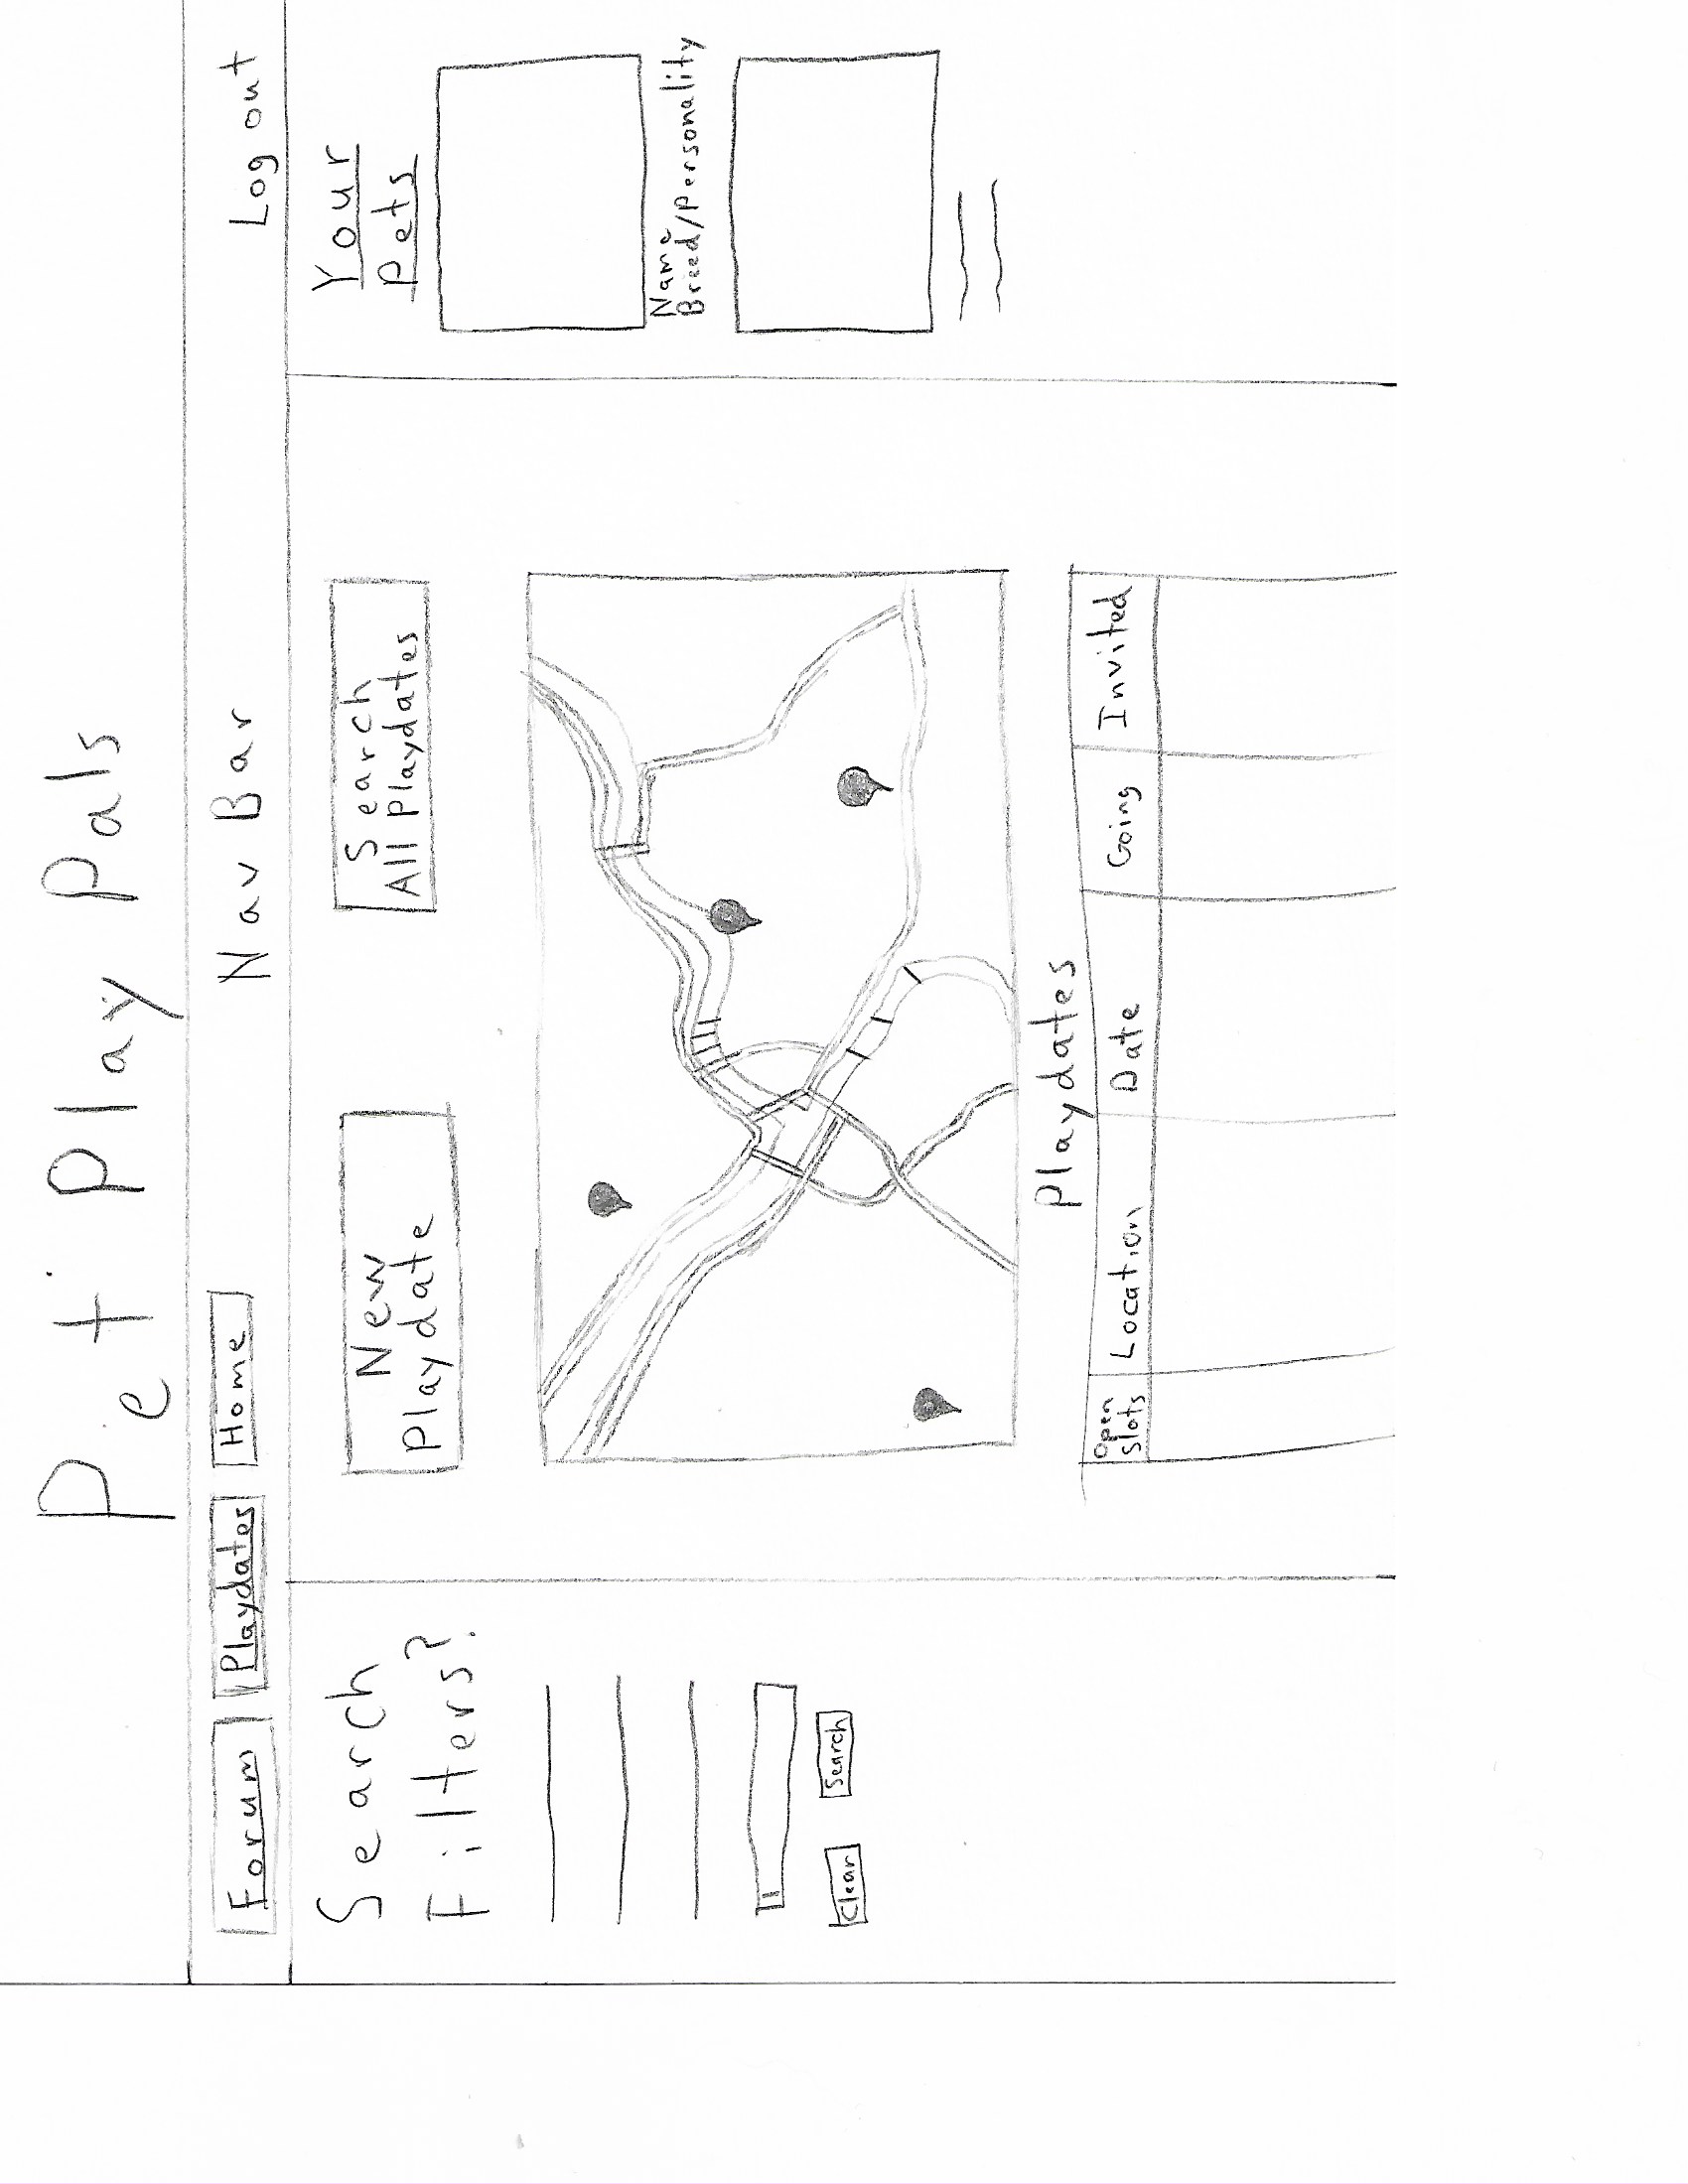 Pet Play Pals
Forum
Playdates
Home
Nav Bar
Log out
Search
Filters?
Clear
Search
New
Playdate
Search
All Playdates
Playdates
Open
Slots
Location
Date
Going
Invited
Your
Pets
Name
Breed/Personality